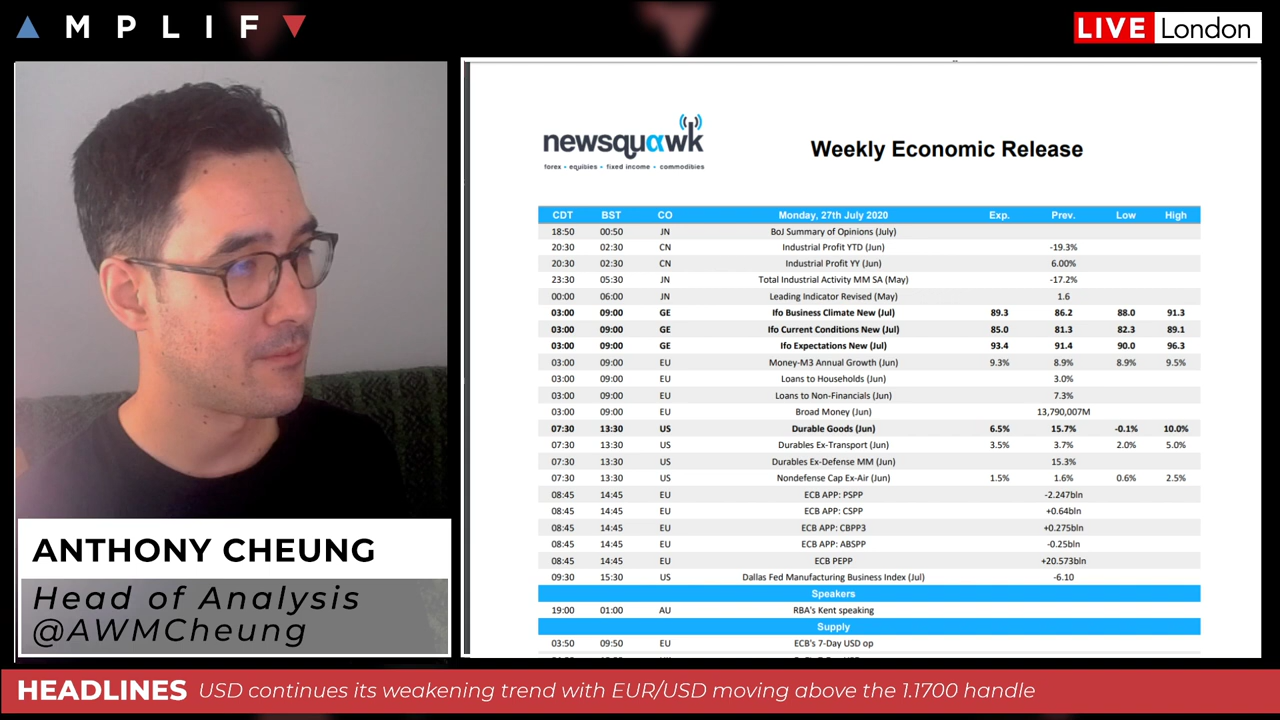 AMPLIFY
LIVE London
newsquawk
forex • equities • fixed income • commodities
Weekly Economic Release
CDT BST CO Monday, 27th July 2020 Exp. Prev. Low High
18:50 00:50 JN BoJ Summary of Opinions (July)
20:30 02:30 CN Industrial Profit YTD (Jun) -19.3%
20:30 02:30 CN Industrial Profit YY (Jun) 6.00%
23:30 05:30 JN Total Industrial Activity MM SA (May) -17.2%
00:00 06:00 JN Leading Indicator Revised (May) 1.6
03:00 09:00 GE Ifo Business Climate New (Jul) 89.3 86.2 88.0 91.3
03:00 09:00 GE Ifo Current Conditions New (Jul) 85.0 81.3 82.3 89.1
03:00 09:00 GE Ifo Expectations New (Jul) 93.4 91.4 90.0 96.3
03:00 09:00 EU Money-M3 Annual Growth (Jun) 9.3% 8.9% 8.9% 9.5%
03:00 09:00 EU Loans to Households (Jun) 3.0%
03:00 09:00 EU Loans to Non-Financials (Jun) 7.3%
03:00 09:00 EU Broad Money (Jun) 13,790,007M
07:30 13:30 US Durable Goods (Jun) 6.5% 15.7% -0.1% 10.0%
07:30 13:30 US Durables Ex-Transport (Jun) 3.5% 3.7% 2.0% 5.0%
07:30 13:30 US Durables Ex-Defense MM (Jun) 15.3%
07:30 13:30 US Nondefense Cap Ex-Air (Jun) 1.5% 1.6% 0.6% 2.5%
08:45 14:45 EU ECB APP: PSPP -2.247bln
08:45 14:45 EU ECB APP: CSPP +0.64bln
08:45 14:45 EU ECB APP: CBPP3 +0.275bln
08:45 14:45 EU ECB APP: ABSPP -0.25bln
08:45 14:45 EU ECB PEPP +20.573bln
09:30 15:30 US Dallas Fed Manufacturing Business Index (Jul) -6.10
Speakers
19:00 01:00 AU RBA's Kent speaking
Supply
03:50 09:50 EU ECB's 7-Day USD op
ANTHONY CHEUNG
Head of Analysis
@AWMCheung
HEADLINES USD continues its weakening trend with EUR/USD moving above the 1.1700 handle